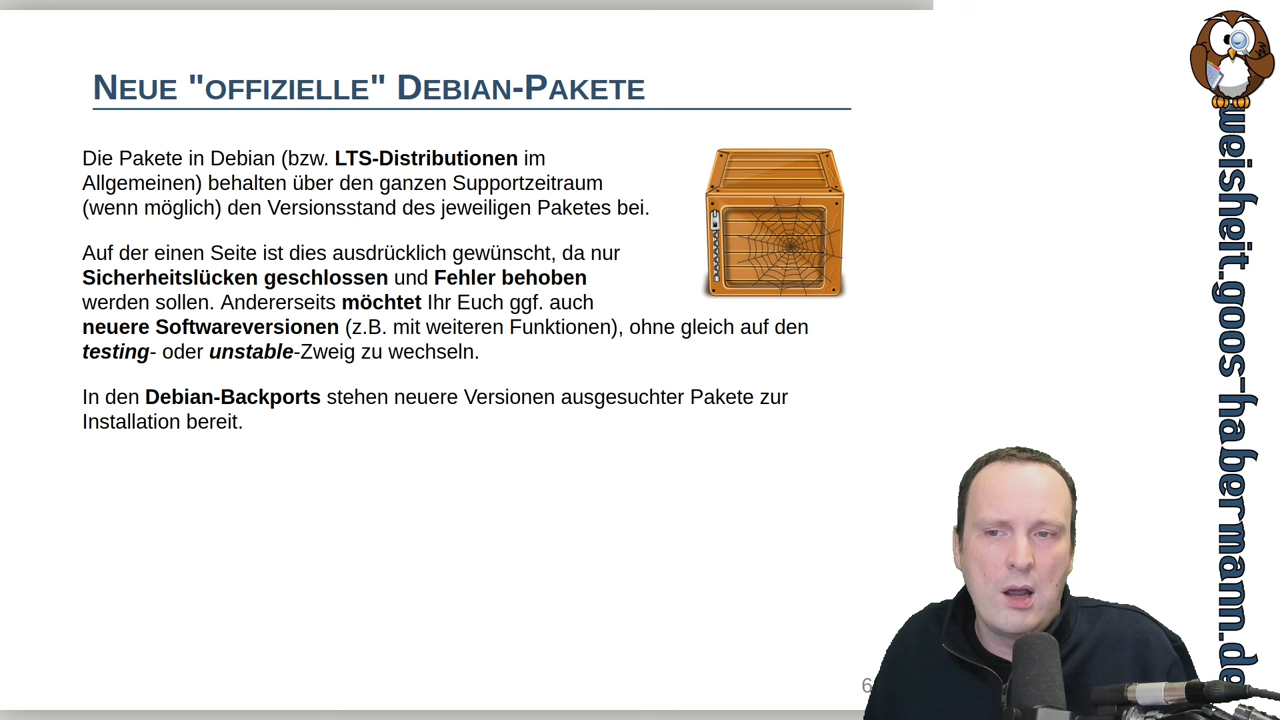 Neue "offizielle" Debian-Pakete
Die Pakete in Debian (bzw. LTS-Distributionen im
Allgemeinen) behalten über den ganzen Supportzeitraum
(wenn möglich) den Versionsstand des jeweiligen Paketes bei.
Auf der einen Seite ist dies ausdrücklich gewünscht, da nur
Sicherheitslücken geschlossen und Fehler behoben
werden sollen. Andererseits möchtet Ihr Euch ggf. auch
neuere Softwareversionen (z.B. mit weiteren Funktionen), ohne gleich auf den
testing- oder unstable-Zweig zu wechseln.
In den Debian-Backports stehen neuere Versionen ausgesuchter Pakete zur
Installation bereit.
6
weisheit.goos-habermann.de